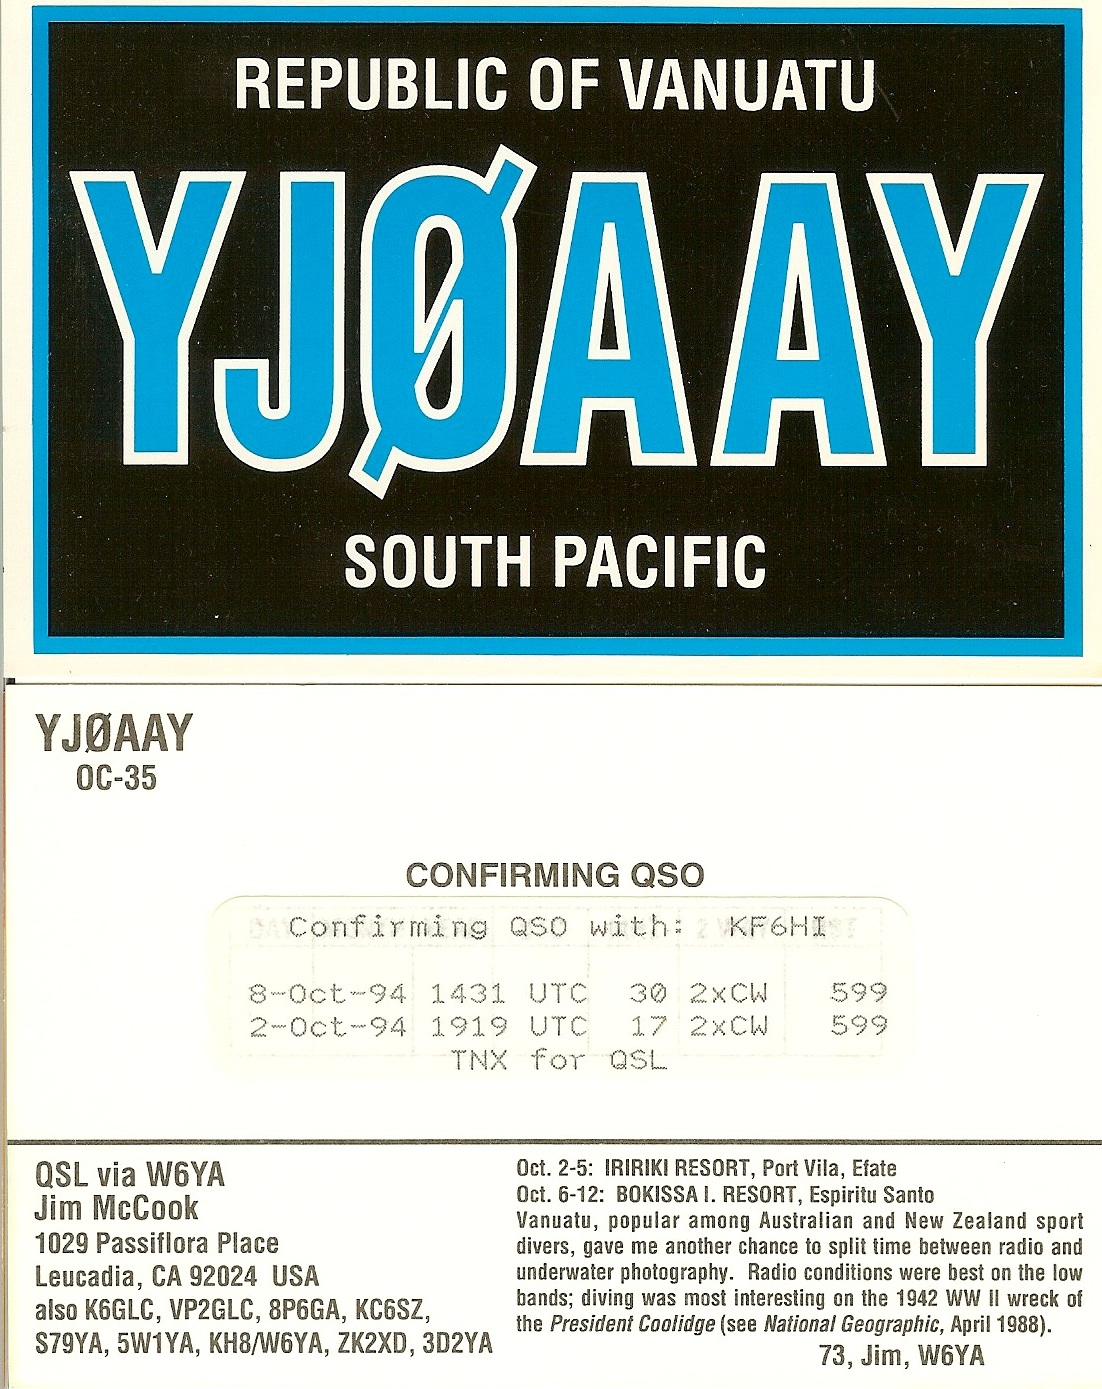 REPUBLIC OF VANUATU
YJØAAY
SOUTH PACIFIC
YJØAAY
OC-35
CONFIRMING QSO
Confirming QSO with: KF6HI
8-Oct-94 1431 UTC 30 2xCW 599
2-Oct-94 1919 UTC 17 2xCW 599
TNX for QSL
QSL via W6YA
Jim McCook
1029 Passiflora Place
Leucadia, CA 92024 USA
also K6GLC, VP2GLC, 8P6GA, KC6SZ,
S79YA, 5W1YA, KH8/W6YA, ZK2XD, 3D2YA
Oct. 2-5: IRIRIKI RESORT, Port Vila, Efate
Oct. 6-12: BOKISSA I. RESORT, Espiritu Santo
Vanuatu, popular among Australian and New Zealand sport
divers, gave me another chance to split time between radio and
underwater photography. Radio conditions were best on the low
bands; diving was most interesting on the 1942 WW II wreck of
the President Coolidge (see National Geographic, April 1988).
73, Jim, W6YA